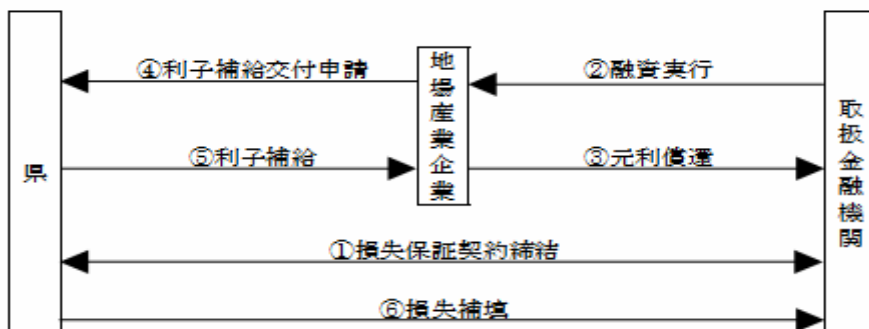 県
④利子補給交付申請
⑤利子補給
地場産業企業
②融資実行
③元利償還
①損失保証契約締結
⑥損失補填
取扱金融機関